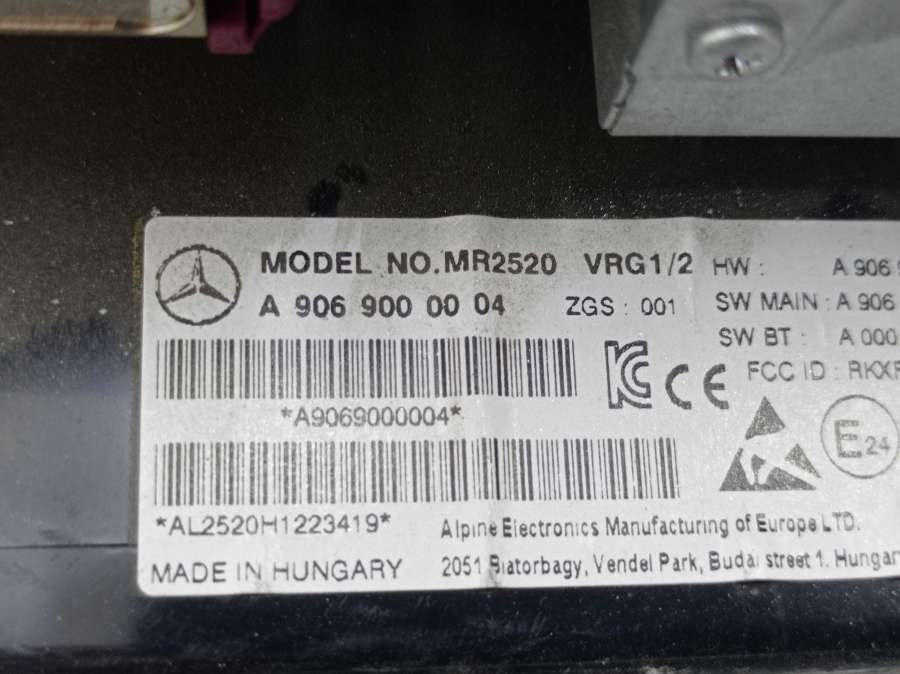 MODEL NO.MR2520 VRG1/2
A 906 900 00 04 ZGS : 001
HW : A 906
SW MAIN : A 906
SW BT : A 000
FCC ID : RKXF
*A9069000004*
E24
*AL2520H1223419*
Alpine Electronics Manufacturing of Europe LTD.
MADE IN HUNGARY
2051 Biatorbagy, Vendel Park, Budai street 1. Hungar